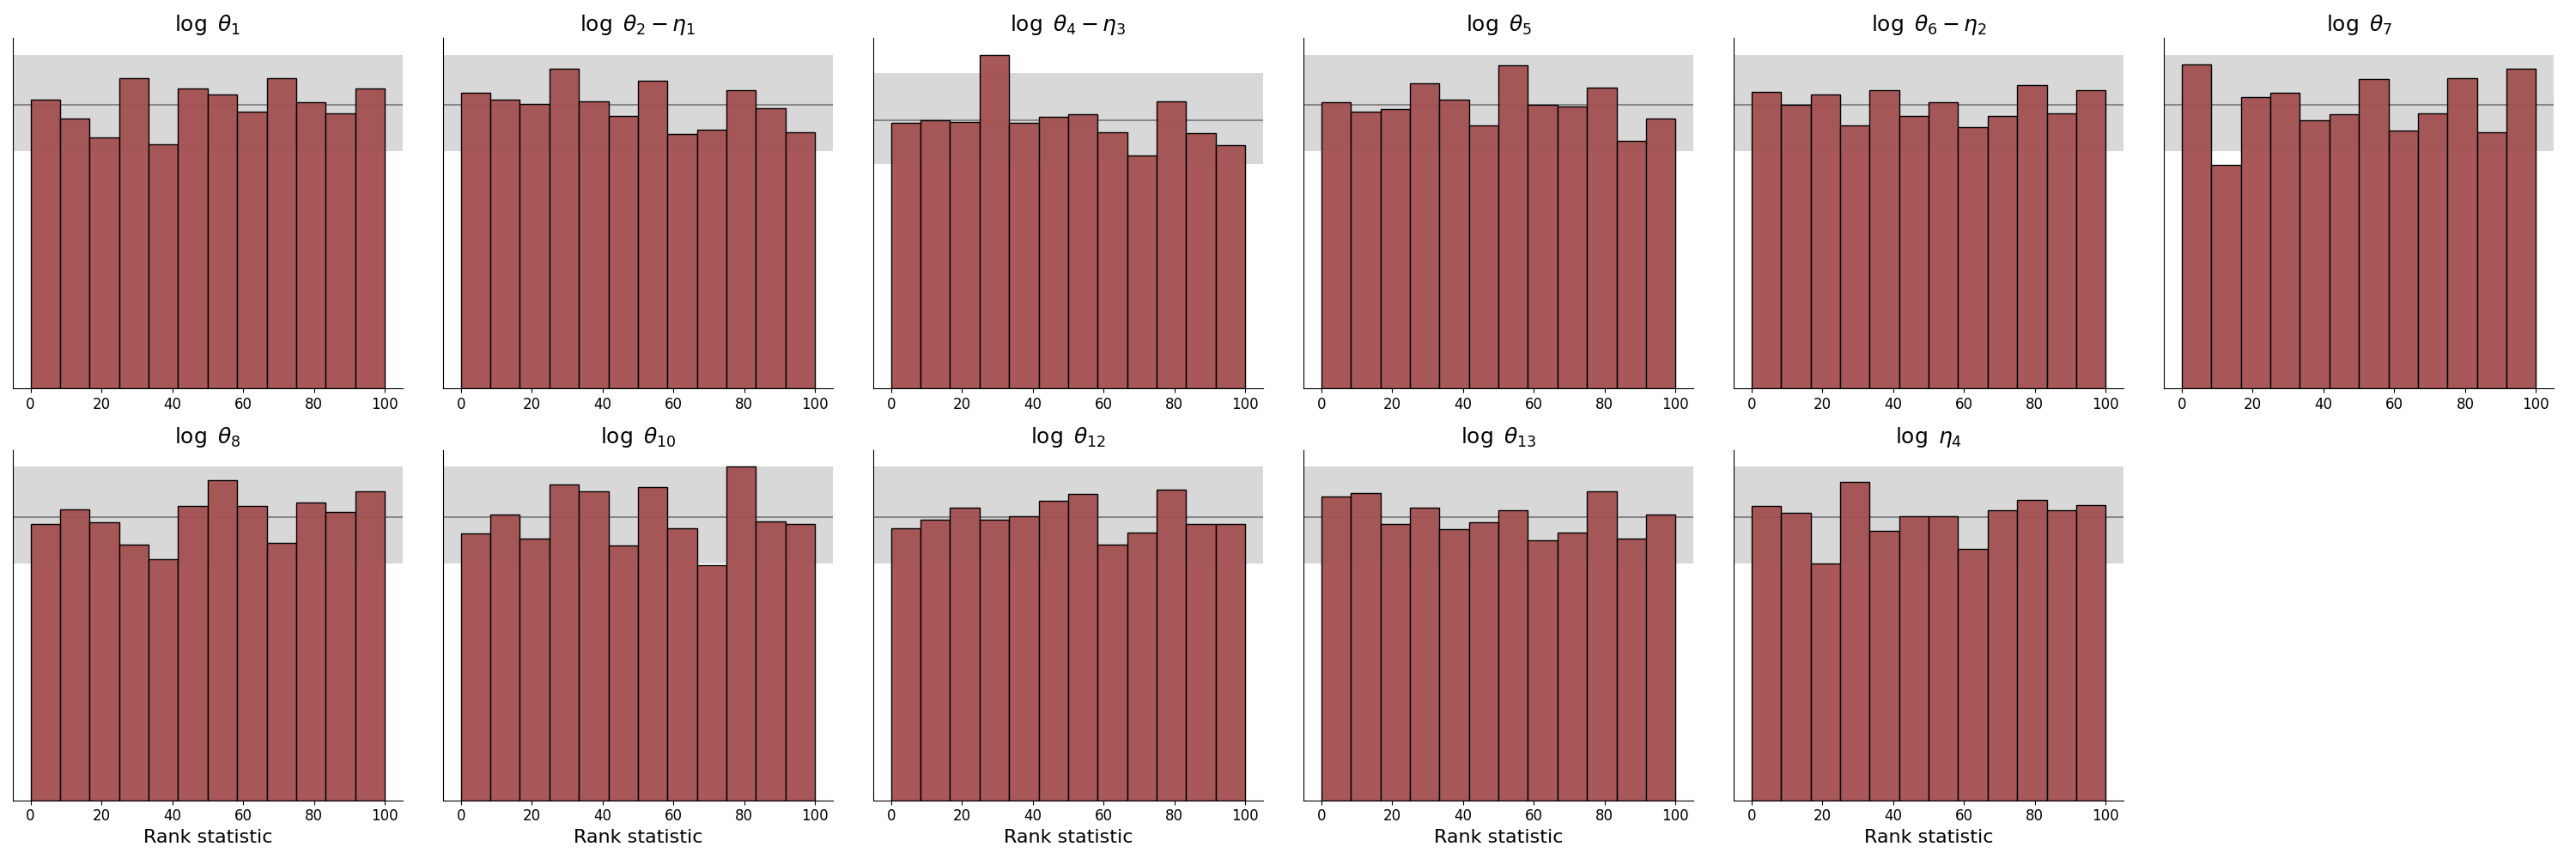 log θ₁ log θ₂ − η₁ log θ₄ − η₃ log θ₅ log θ₆ − η₂ log θ₇
0 20 40 60 80 100 0 20 40 60 80 100 0 20 40 60 80 100 0 20 40 60 80 100 0 20 40 60 80 100 0 20 40 60 80 100
log θ₈ log θ₁₀ log θ₁₂ log θ₁₃ log η₄
0 20 40 60 80 100 0 20 40 60 80 100 0 20 40 60 80 100 0 20 40 60 80 100 0 20 40 60 80 100
Rank statistic Rank statistic Rank statistic Rank statistic Rank statistic